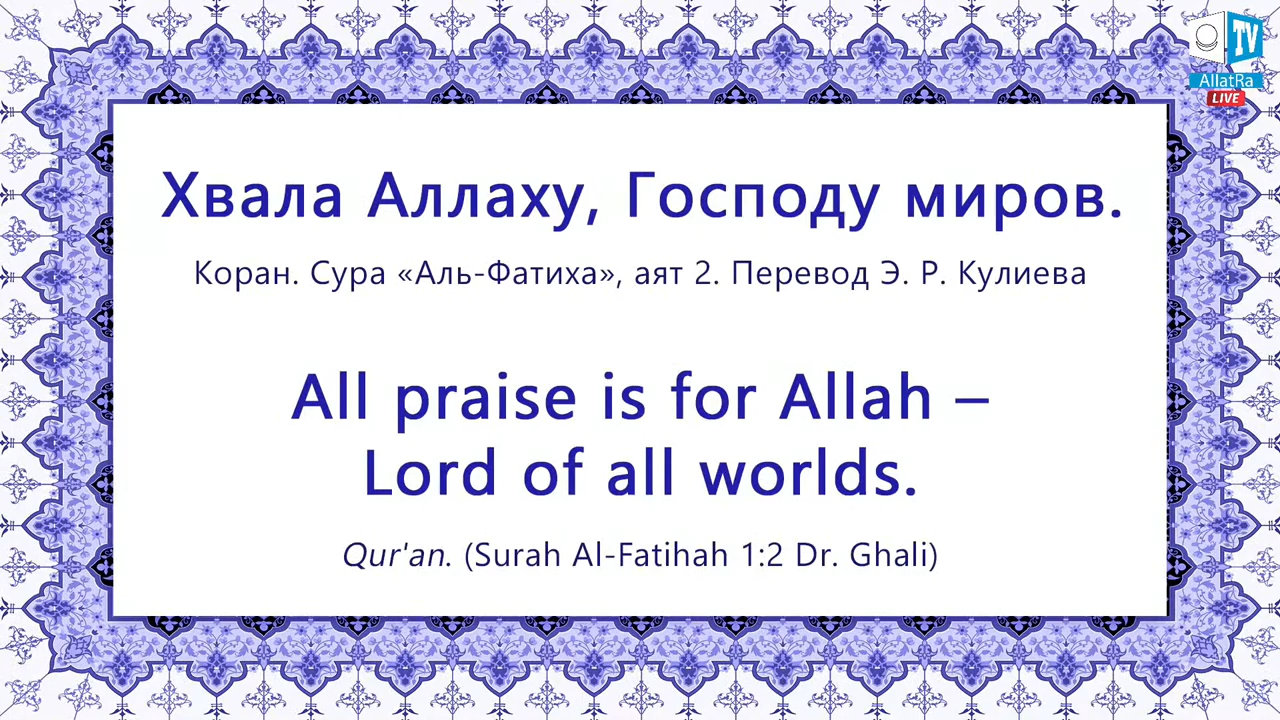 TV
AllatRa
LIVE
Хвала Аллаху, Господу миров.
Коран. Сура «Аль-Фатиха», аят 2. Перевод Э. Р. Кулиева
All praise is for Allah –
Lord of all worlds.
Qur'an. (Surah Al-Fatihah 1:2 Dr. Ghali)